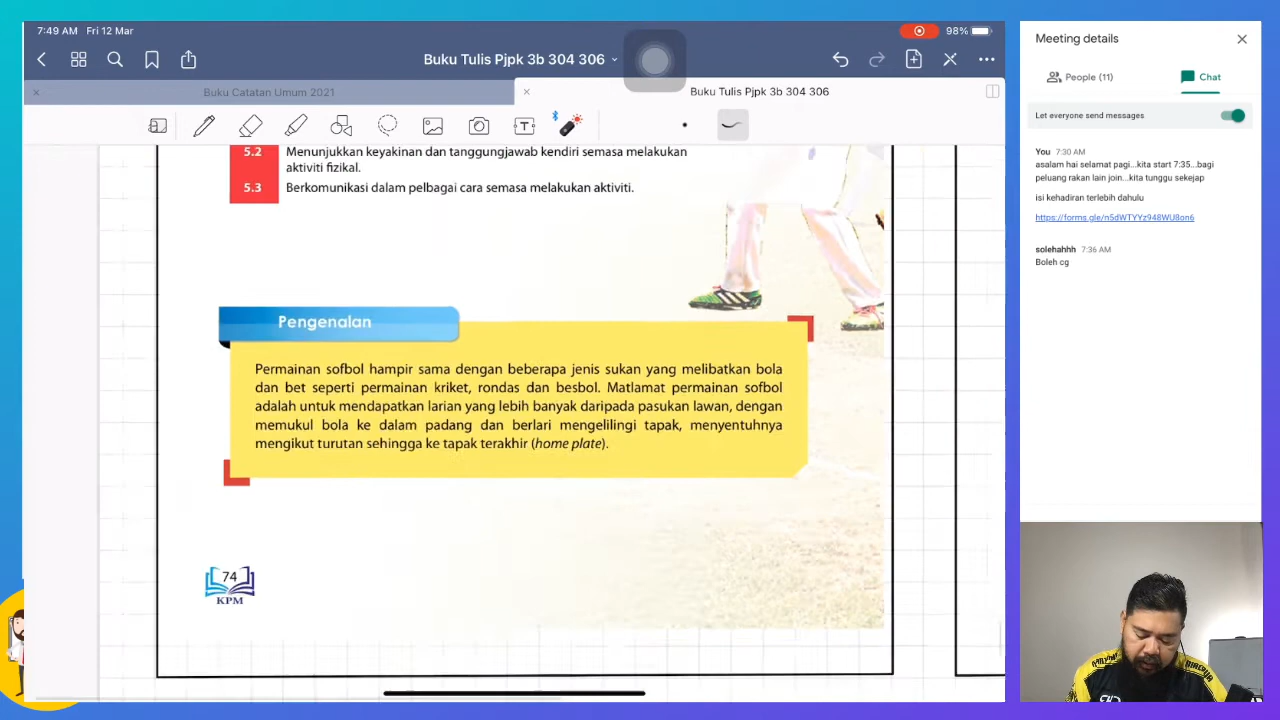 7:49 AM Fri 12 Mar
98%
Buku Tulis Pjpk 3b 304 306
Buku Catatan Umum 2021
Buku Tulis Pjpk 3b 304 306
5.2 Menunjukkan keyakinan dan tanggungjawab kendiri semasa melakukan
aktiviti fizikal.
5.3 Berkomunikasi dalam pelbagai cara semasa melakukan aktiviti.
Pengenalan
Permainan sofbol hampir sama dengan beberapa jenis sukan yang melibatkan bola
dan bet seperti permainan kriket, rondas dan besbol. Matlamat permainan sofbol
adalah untuk mendapatkan larian yang lebih banyak daripada pasukan lawan, dengan
memukul bola ke dalam padang dan berlari mengelilingi tapak, menyentuhnya
mengikut turutan sehingga ke tapak terakhir (home plate).
74
KPM
Meeting details
People (11)
Chat
Let everyone send messages
You 7:30 AM
asalam hai selamat pagi...kita start 7:35...bagi
peluang rakan lain join...kita tunggu sekejap
isi kehadiran terlebih dahulu
https://forms.gle/n5dWTYYz948WU8on6
solehahhh 7:36 AM
Boleh cg